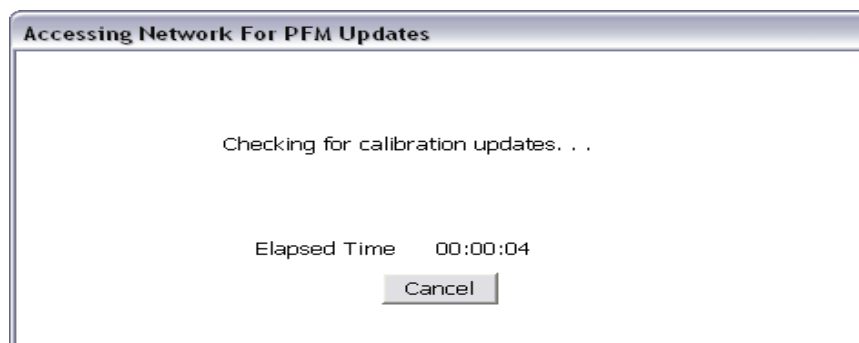 Accessing Network For PFM Updates
Checking for calibration updates. . .
Elapsed Time 00:00:04
Cancel